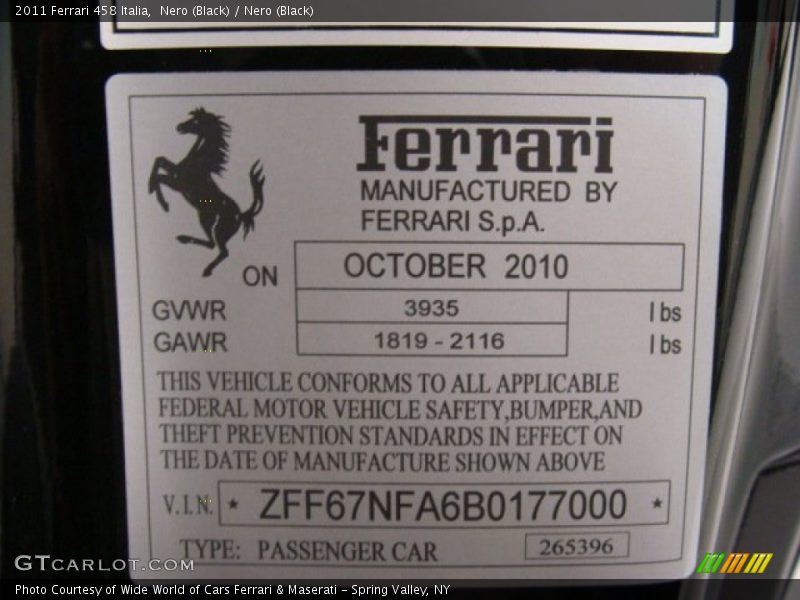 2011 Ferrari 458 Italia,  Nero (Black) / Nero (Black)
Ferrari
MANUFACTURED BY
FERRARI S.p.A.
ON OCTOBER 2010
GVWR 3935 lbs
GAWR 1819 - 2116 lbs
THIS VEHICLE CONFORMS TO ALL APPLICABLE
FEDERAL MOTOR VEHICLE SAFETY,BUMPER,AND
THEFT PREVENTION STANDARDS IN EFFECT ON
THE DATE OF MANUFACTURE SHOWN ABOVE
V.I.N. * ZFF67NFA6B0177000 *
TYPE: PASSENGER CAR 265396
GTCARLOT.COM
Photo Courtesy of Wide World of Cars Ferrari & Maserati – Spring Valley, NY